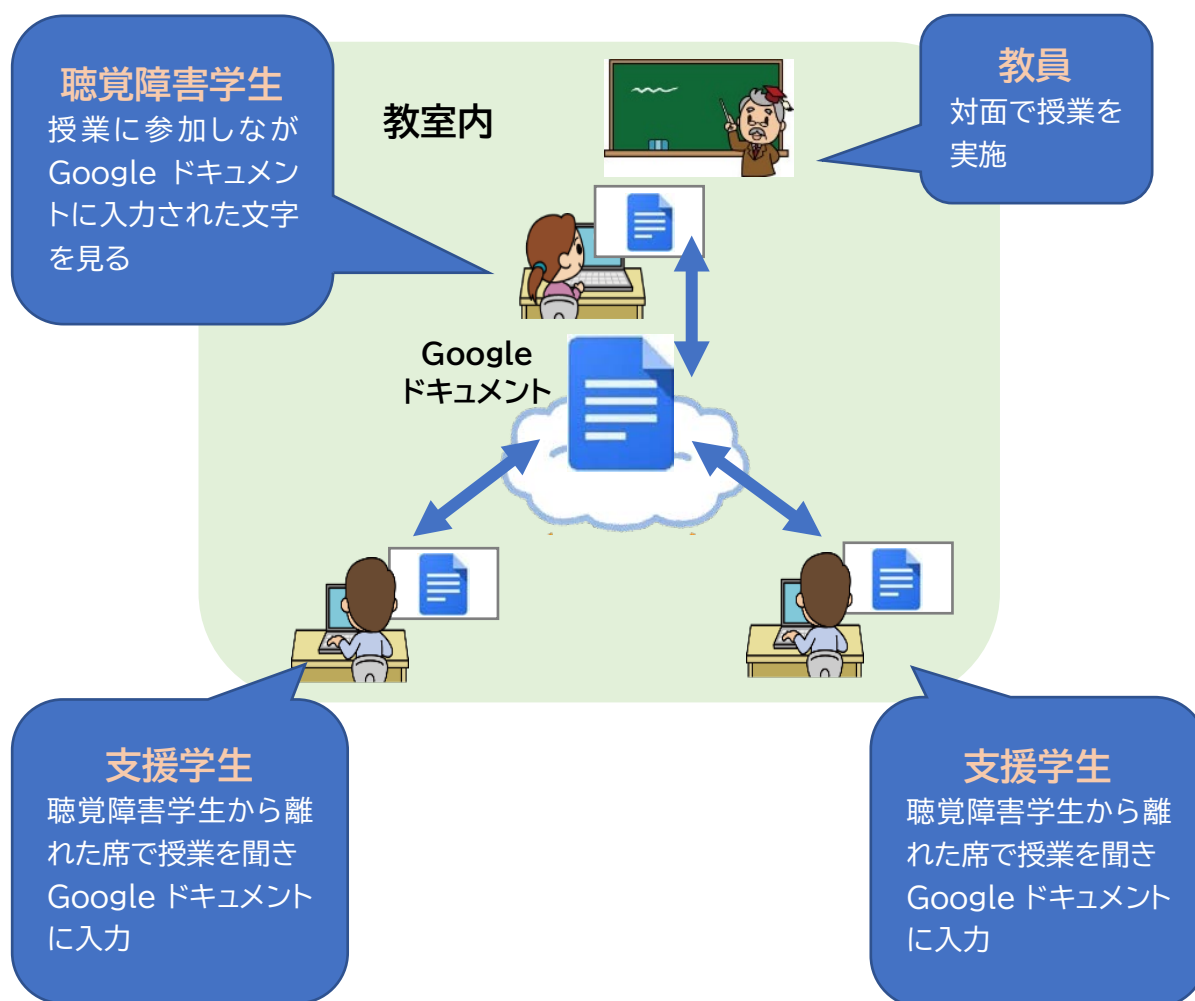 聴覚障害学生
授業に参加しなが
Google ドキュメン
トに入力された文字
を見る
教室内
教員
対面で授業を
実施
Google
ドキュメント
支援学生
聴覚障害学生から離
れた席で授業を聞き
Google ドキュメント
に入力
支援学生
聴覚障害学生から離
れた席で授業を聞き
Google ドキュメント
に入力